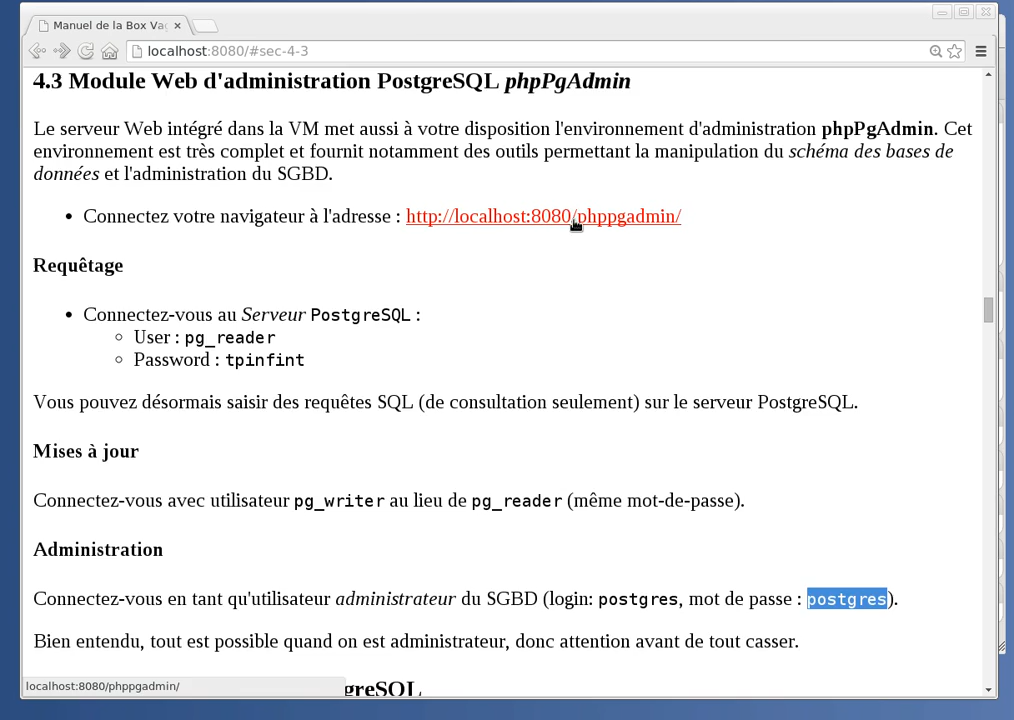 Manuel de la Box Va
localhost:8080/#sec-4-3
4.3 Module Web d'administration PostgreSQL phpPgAdmin
Le serveur Web intégré dans la VM met aussi à votre disposition l'environnement d'administration phpPgAdmin. Cet
environnement est très complet et fournit notamment des outils permettant la manipulation du schéma des bases de
données et l'administration du SGBD.
• Connectez votre navigateur à l'adresse : http://localhost:8080/phppgadmin/
Requêtage
• Connectez-vous au Serveur PostgreSQL :
◦ User : pg_reader
◦ Password : tpinfint
Vous pouvez désormais saisir des requêtes SQL (de consultation seulement) sur le serveur PostgreSQL.
Mises à jour
Connectez-vous avec utilisateur pg_writer au lieu de pg_reader (même mot-de-passe).
Administration
Connectez-vous en tant qu'utilisateur administrateur du SGBD (login: postgres, mot de passe : postgres).
Bien entendu, tout est possible quand on est administrateur, donc attention avant de tout casser.
localhost:8080/phppgadmin/
greSQL